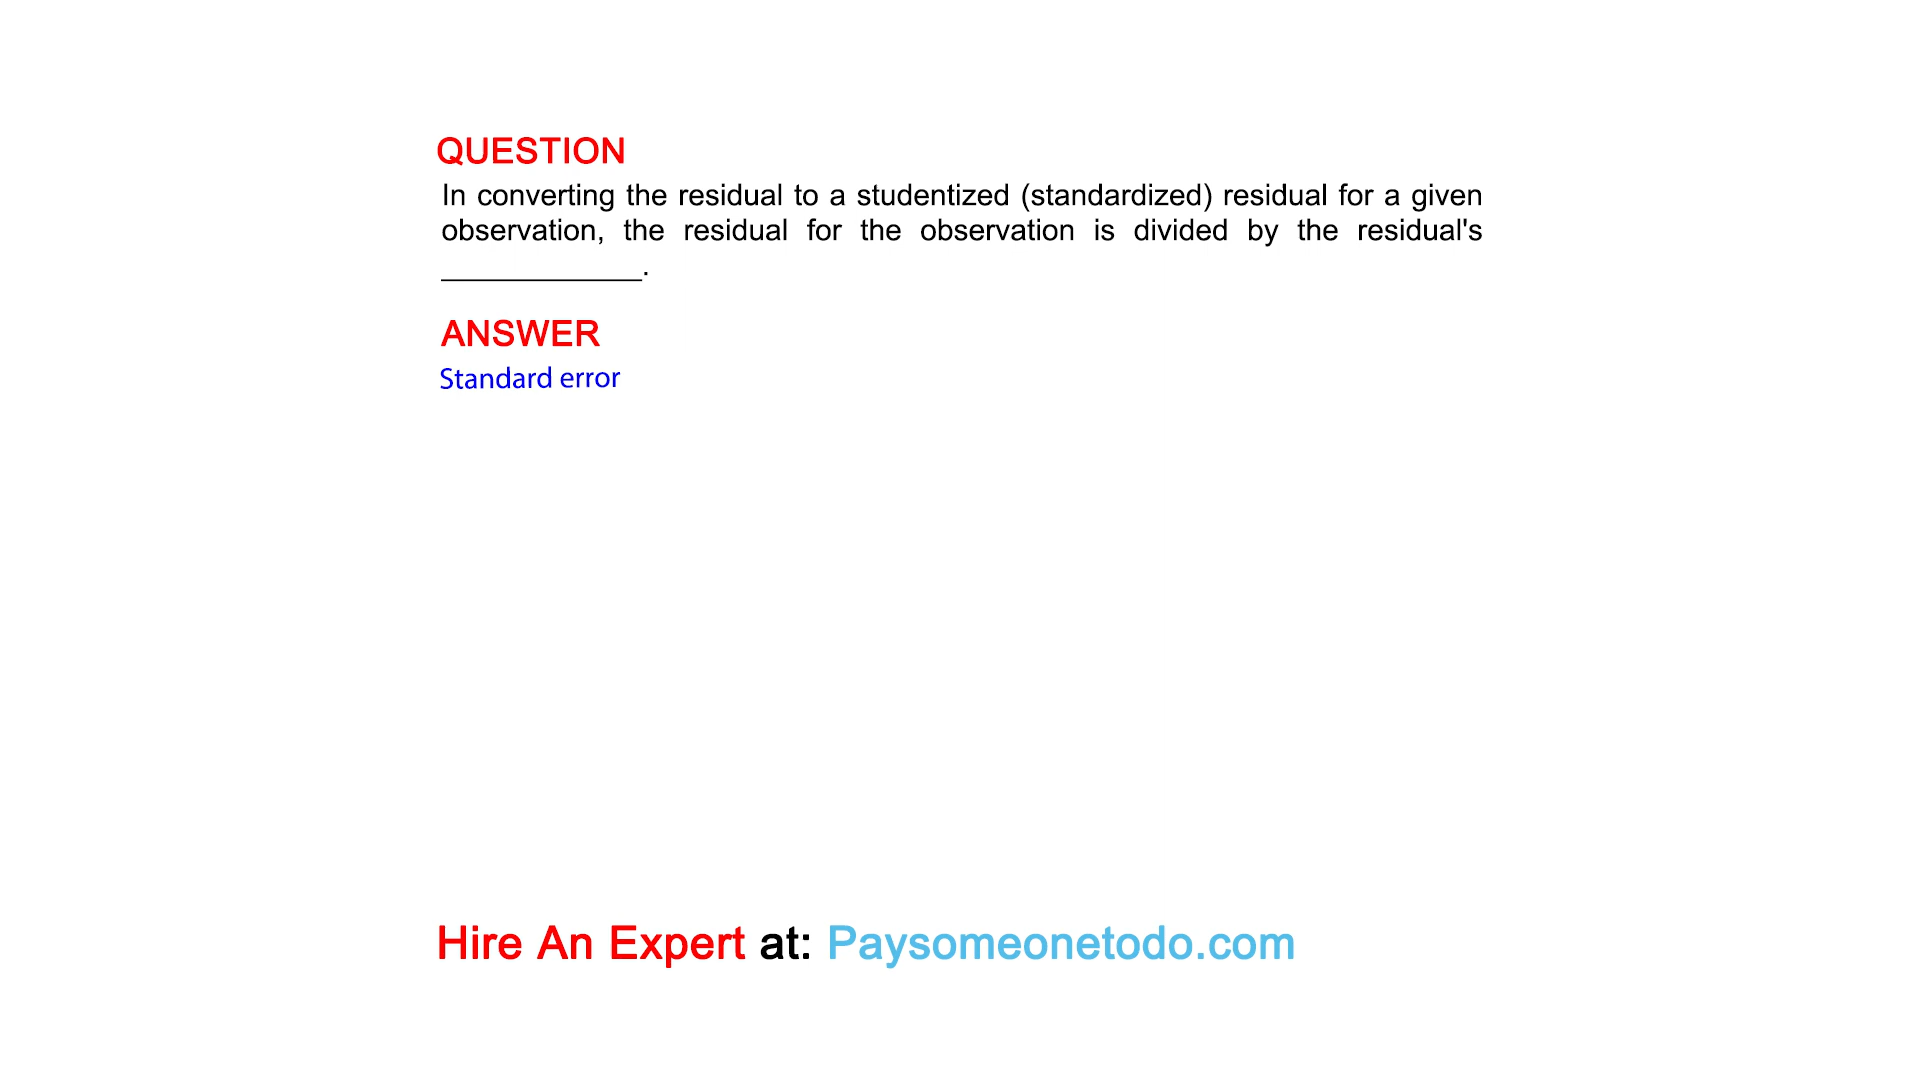 QUESTION
In converting the residual to a studentized (standardized) residual for a given
observation, the residual for the observation is divided by the residual's
____________.
ANSWER
Standard error
Hire An Expert at: Paysomeonetodo.com